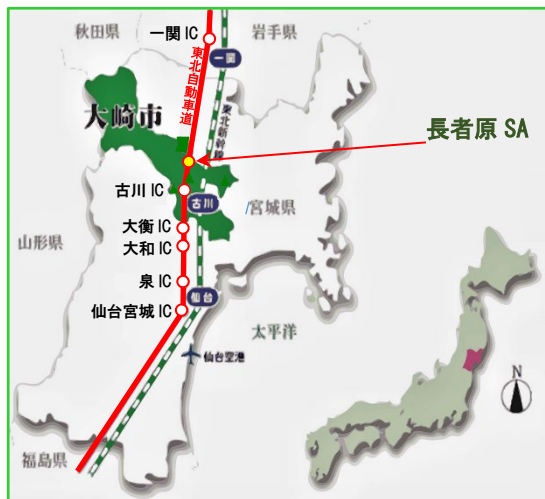 秋田県
一関 IC
岩手県
一関
東北自動車道
大崎市
東北新幹線
長者原 SA
古川 IC
古川
宮城県
大衡 IC
山形県
大和 IC
泉 IC
仙台
仙台宮城 IC
太平洋
仙台空港
N
福島県